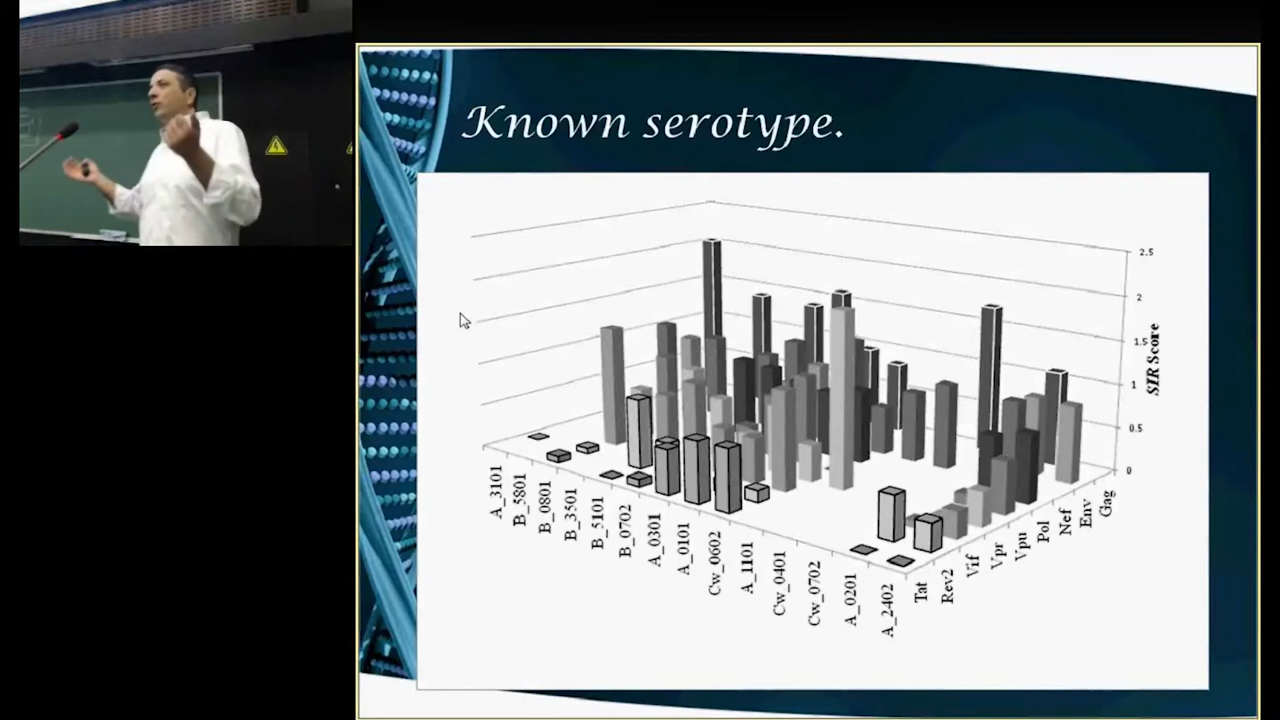 Known serotype.
2.5
2
1.5
1
0.5
0
SIR Score
A_3101
B_5801
B_0801
B_3501
B_5101
B_0702
A_0301
A_0101
Cw_0602
A_1101
Cw_0401
Cw_0702
A_0201
A_2402
Tat
Rev2
Vif
Vpr
Vpu
Pol
Nef
Env
Gag